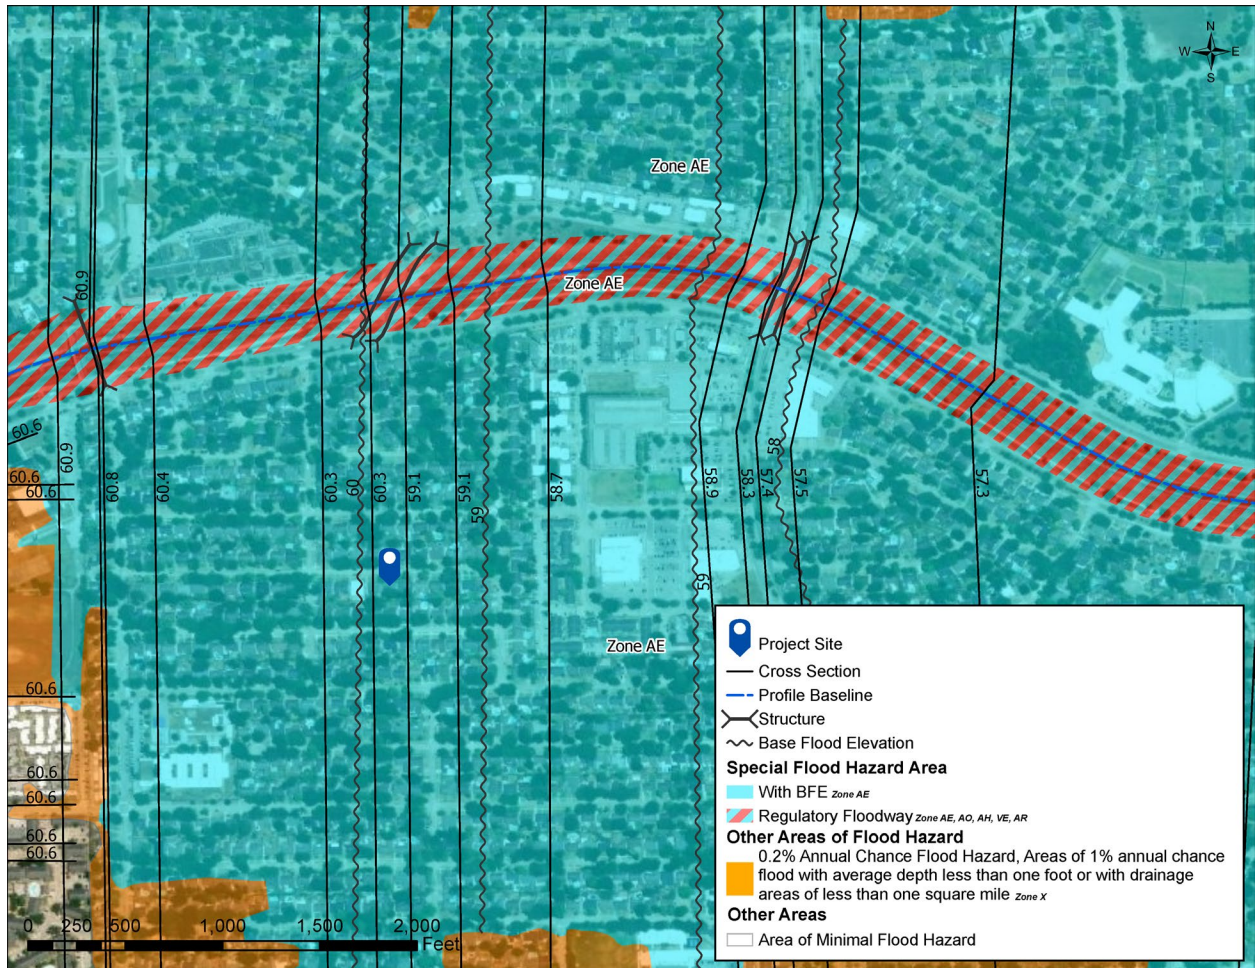 N
W E
S
Zone AE
60.9
Zone AE
60.6
60.9
60.8
60.4
60.3
60
60.3
59.1
59.1
59
58.7
58.9
58.3
57.4
58
57.5
57.3
60.6
60.6
59
Zone AE
60.6
60.6
60.6
60.6
60.6
0 250 500 1,000 1,500 2,000
Feet
Project Site
Cross Section
Profile Baseline
Structure
Base Flood Elevation
Special Flood Hazard Area
With BFE Zone AE
Regulatory Floodway Zone AE, AO, AH, VE, AR
Other Areas of Flood Hazard
0.2% Annual Chance Flood Hazard, Areas of 1% annual chance
flood with average depth less than one foot or with drainage
areas of less than one square mile Zone X
Other Areas
Area of Minimal Flood Hazard